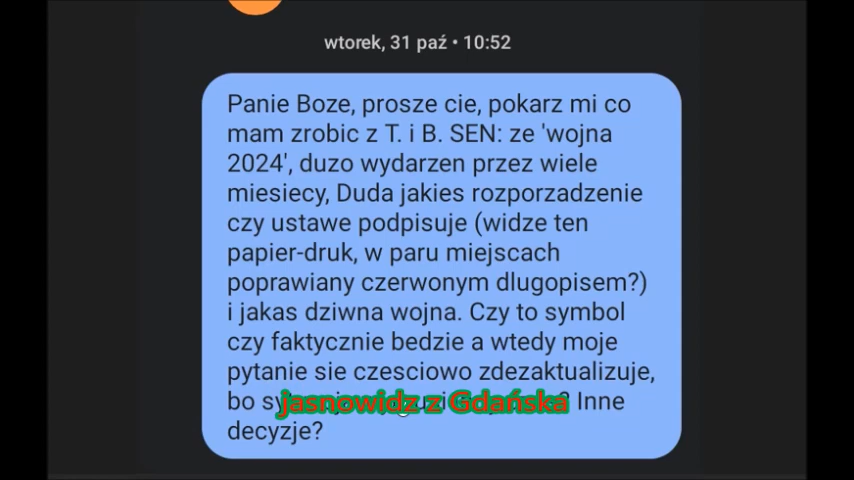 wtorek, 31 paź • 10:52
Panie Boze, prosze cie, pokarz mi co
mam zrobic z T. i B. SEN: ze 'wojna
2024', duzo wydarzen przez wiele
miesiecy, Duda jakies rozporzadzenie
czy ustawe podpisuje (widze ten
papier-druk, w paru miejscach
poprawiany czerwonym dlugopisem?)
i jakas dziwna wojna. Czy to symbol
czy faktycznie bedzie a wtedy moje
pytanie sie czesciowo zdezaktualizuje,
bo Inne
jasnowidz z Gdańska
decyzje?